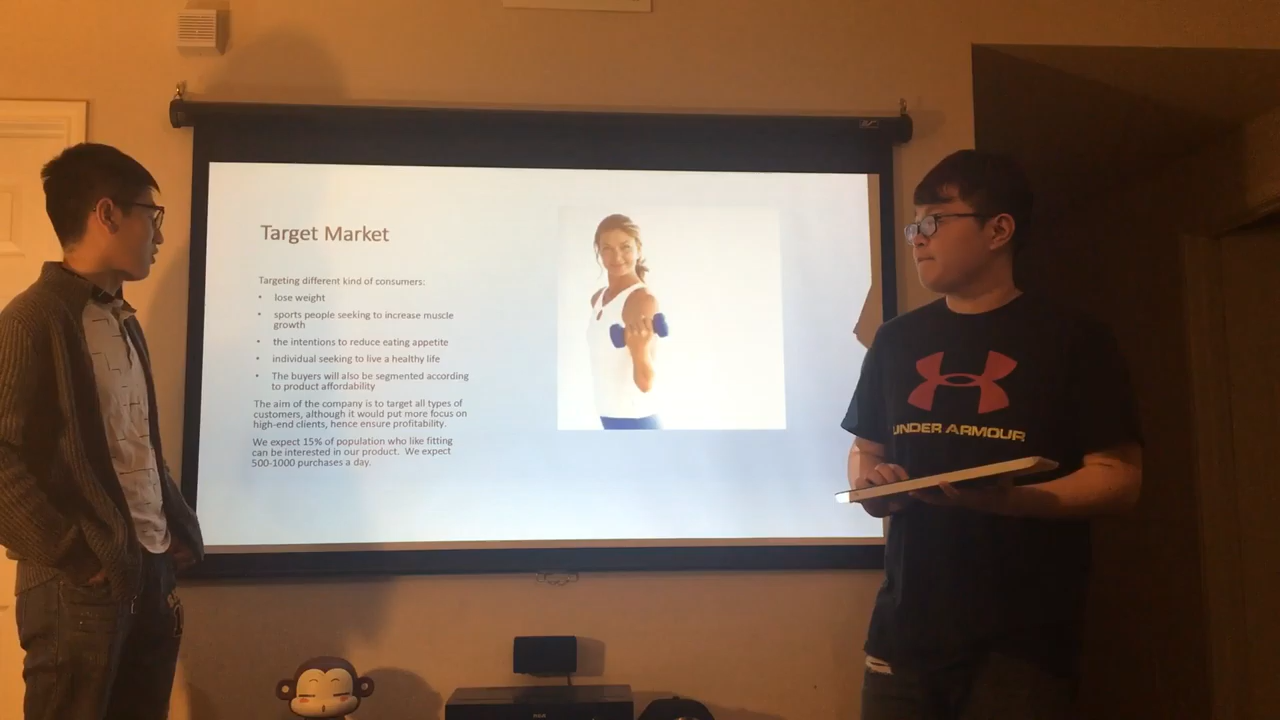 Target Market
Targeting different kind of consumers:
• lose weight
• sports people seeking to increase muscle
growth
• the intentions to reduce eating appetite
• individual seeking to live a healthy life
• The buyers will also be segmented according
to product affordability
The aim of the company is to target all types of
customers, although it would put more focus on
high-end clients, hence ensure profitability.
We expect 15% of population who like fitting
can be interested in our product. We expect
500-1000 purchases a day.
UNDER ARMOUR
RCA